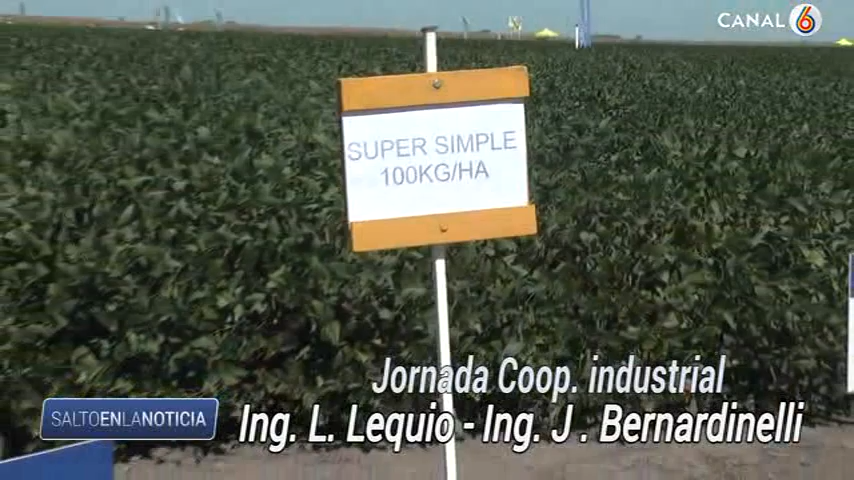 CANAL 6
SUPER SIMPLE
100KG/HA
Jornada Coop. industrial
SALTOENLANOTICIA
Ing. L. Lequio - Ing. J . Bernardinelli